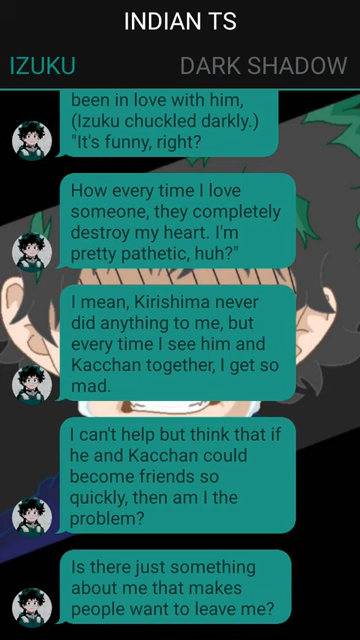 INDIAN TS
IZUKU
DARK SHADOW
been in love with him,
(Izuku chuckled darkly.)
"It's funny, right?
How every time I love
someone, they completely
destroy my heart. I'm
pretty pathetic, huh?"
I mean, Kirishima never
did anything to me, but
every time I see him and
Kacchan together, I get so
mad.
I can't help but think that if
he and Kacchan could
become friends so
quickly, then am I the
problem?
Is there just something
about me that makes
people want to leave me?